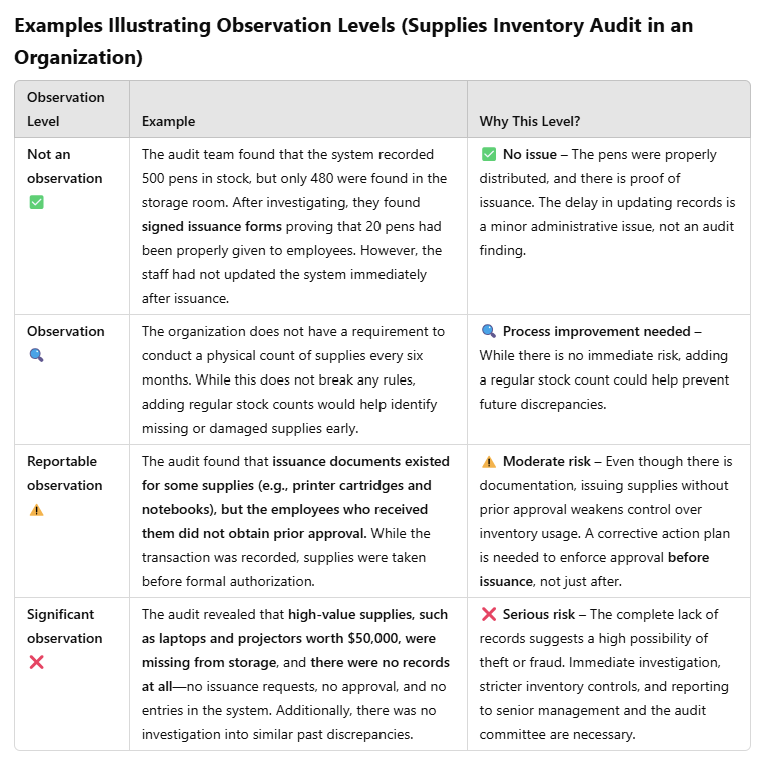 Examples Illustrating Observation Levels (Supplies Inventory Audit in an
Organization)
Observation
Level
Example
Why This Level?
Not an
observation
✅
The audit team found that the system recorded
500 pens in stock, but only 480 were found in the
storage room. After investigating, they found
signed issuance forms proving that 20 pens had
been properly given to employees. However, the
staff had not updated the system immediately
after issuance.
✅ No issue – The pens were properly
distributed, and there is proof of
issuance. The delay in updating records is
a minor administrative issue, not an audit
finding.
Observation
🔍
The organization does not have a requirement to
conduct a physical count of supplies every six
months. While this does not break any rules,
adding regular stock counts would help identify
missing or damaged supplies early.
🔍 Process improvement needed –
While there is no immediate risk, adding
a regular stock count could help prevent
future discrepancies.
Reportable
observation
⚠️
The audit found that issuance documents existed
for some supplies (e.g., printer cartridges and
notebooks), but the employees who received
them did not obtain prior approval. While the
transaction was recorded, supplies were taken
before formal authorization.
⚠️ Moderate risk – Even though there is
documentation, issuing supplies without
prior approval weakens control over
inventory usage. A corrective action plan
is needed to enforce approval before
issuance, not just after.
Significant
observation
❌
The audit revealed that high-value supplies, such
as laptops and projectors worth $50,000, were
missing from storage, and there were no records
at all—no issuance requests, no approval, and no
entries in the system. Additionally, there was no
investigation into similar past discrepancies.
❌ Serious risk – The complete lack of
records suggests a high possibility of
theft or fraud. Immediate investigation,
stricter inventory controls, and reporting
to senior management and the audit
committee are necessary.